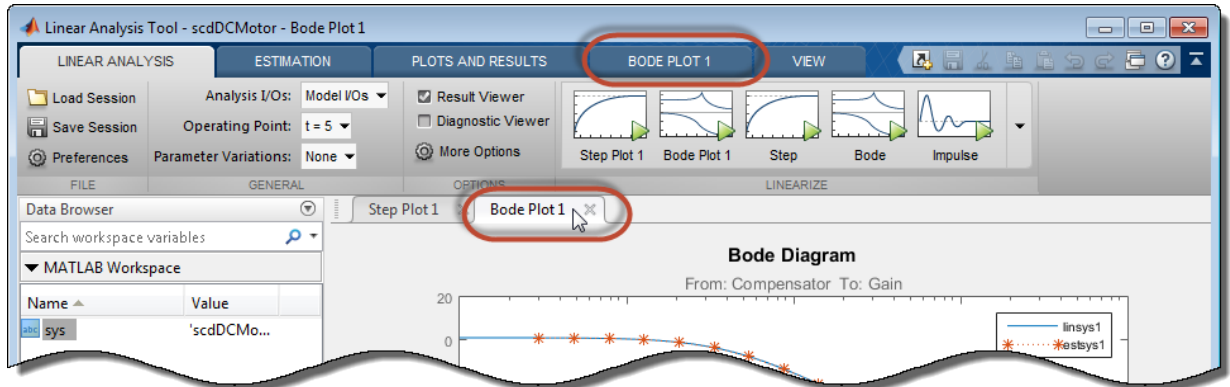 Linear Analysis Tool - scdDCMotor - Bode Plot 1
LINEAR ANALYSIS ESTIMATION PLOTS AND RESULTS BODE PLOT 1 VIEW
Load Session
Save Session
Preferences
FILE
Analysis I/Os: Model I/Os
Operating Point: t = 5
Parameter Variations: None
GENERAL
Result Viewer
Diagnostic Viewer
More Options
OPTIONS
Step Plot 1 Bode Plot 1 Step Bode Impulse
LINEARIZE
Data Browser
Search workspace variables
MATLAB Workspace
Name Value
abc sys 'scdDCMo...
Step Plot 1 Bode Plot 1
Bode Diagram
From: Compensator To: Gain
20
0
linsys1
estsys1